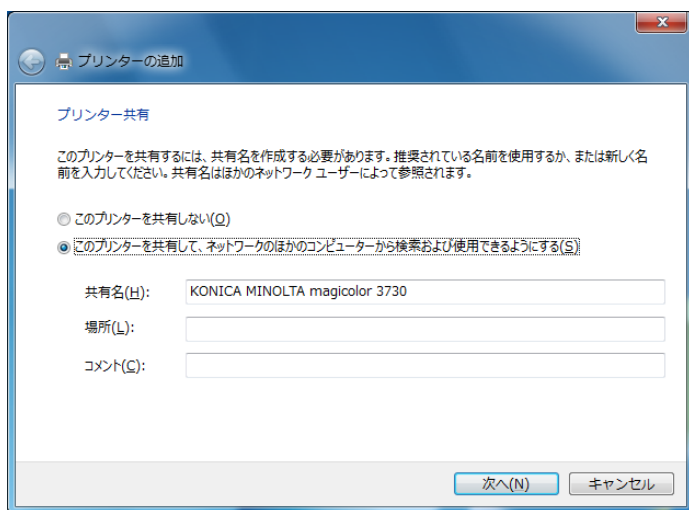 プリンターの追加
プリンター共有
このプリンターを共有するには、共有名を作成する必要があります。推奨されている名前を使用するか、または新しく名
前を入力してください。共有名はほかのネットワーク ユーザーによって参照されます。
このプリンターを共有しない(O)
このプリンターを共有して、ネットワークのほかのコンピューターから検索および使用できるようにする(S)
共有名(H): KONICA MINOLTA magicolor 3730
場所(L):
コメント(C):
次へ(N) キャンセル